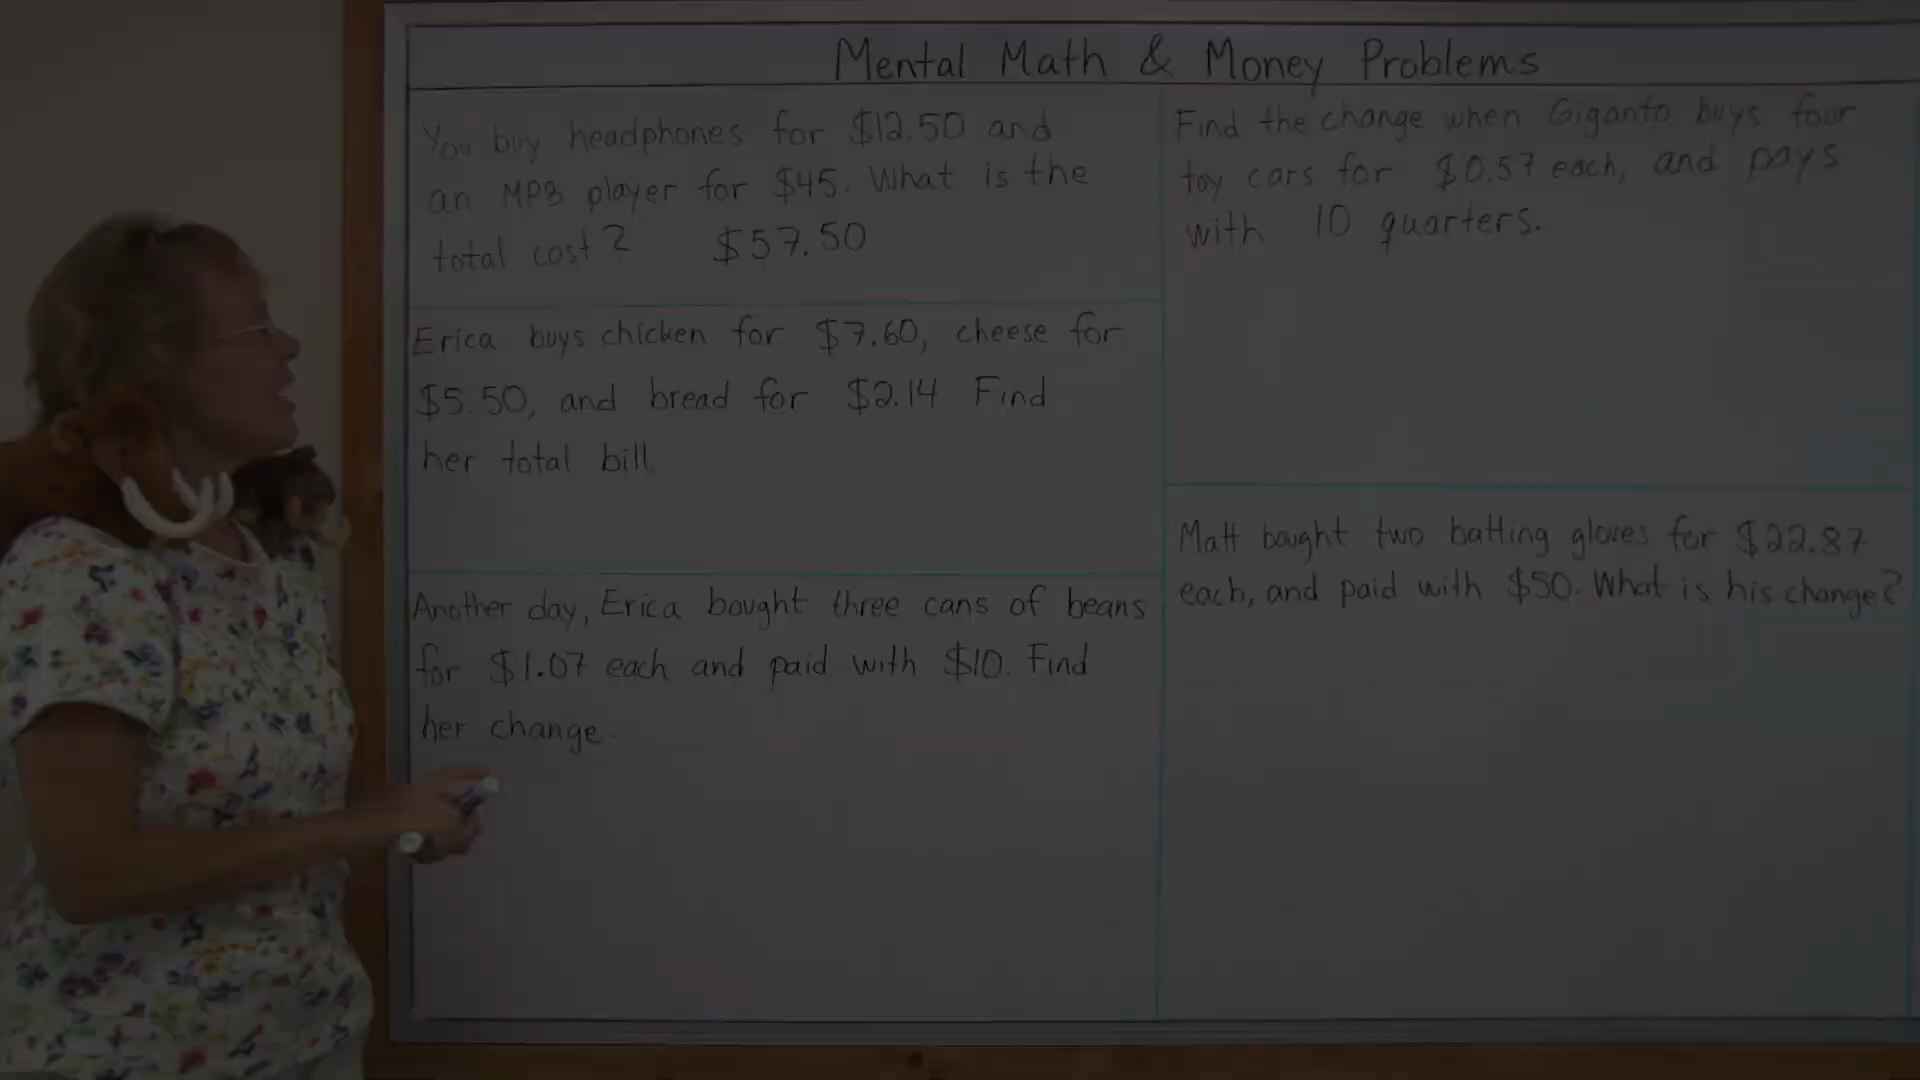 Mental Math & Money Problems
You buy headphones for $12.50 and
an MP3 player for $45. What is the
total cost? $57.50
Erica buys chicken for $7.60, cheese for
$5.50, and bread for $2.14 Find
her total bill.
Another day, Erica bought three cans of beans
for $1.07 each and paid with $10. Find
her change.
Find the change when Giganto buys four
toy cars for $0.57 each, and pays
with 10 quarters.
Matt bought two batting gloves for $22.87
each, and paid with $50. What is his change?